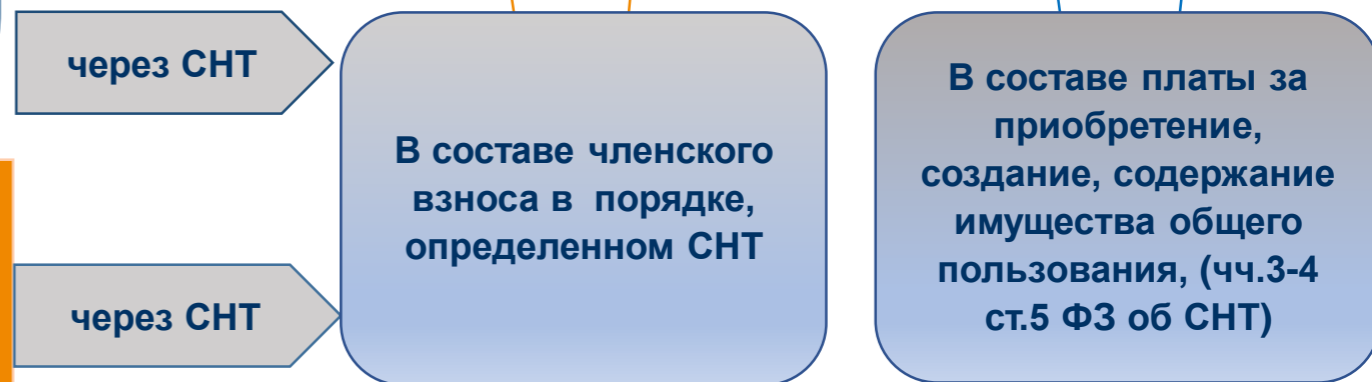 через СНТ
через СНТ
В составе членского
взноса в порядке,
определенном СНТ
В составе платы за
приобретение,
создание, содержание
имущества общего
пользования, (чч.3-4
ст.5 ФЗ об СНТ)